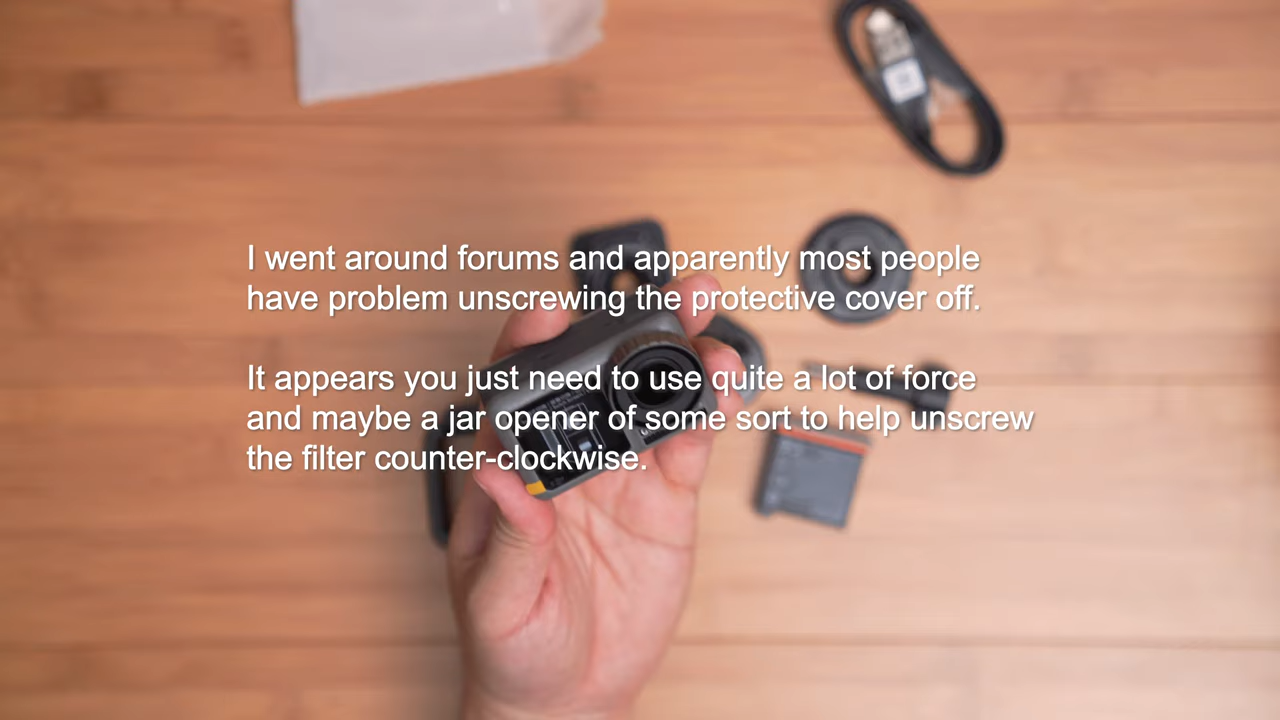 I went around forums and apparently most people
have problem unscrewing the protective cover off.
It appears you just need to use quite a lot of force
and maybe a jar opener of some sort to help unscrew
the filter counter-clockwise.